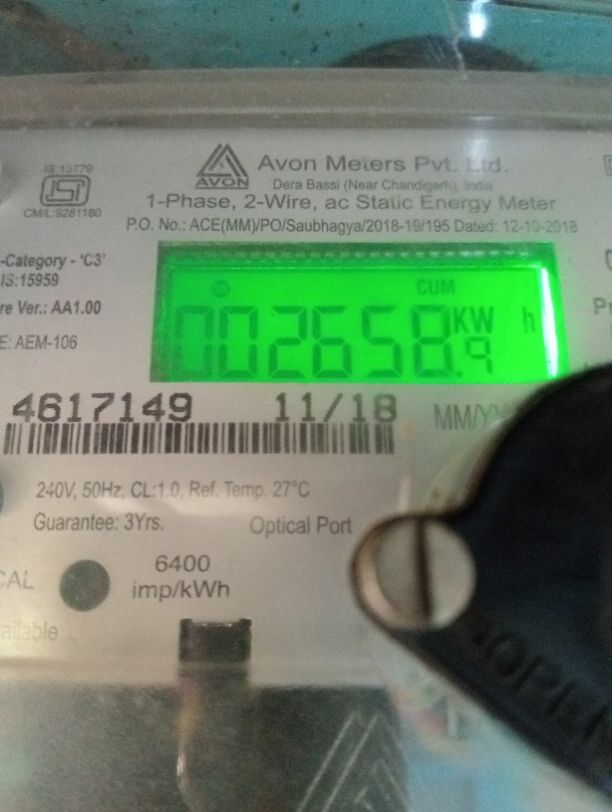 IS:13779
ISI
CM/L:9281180
AVON
Avon Meters Pvt. Ltd.
Dera Bassi (Near Chandigarh), India
1-Phase, 2-Wire, ac Static Energy Meter
P.O. No.: ACE(MM)/PO/Saubhagya/2018-19/195 Dated: 12-10-2018
-Category - 'C3'
IS:15959
re Ver.: AA1.00
E: AEM-106
CUM
002658.9 KW h
4617149 11/18 MM/YY
240V, 50Hz, CL:1.0, Ref. Temp. 27°C
Guarantee: 3Yrs.
Optical Port
CAL
6400
imp/kWh